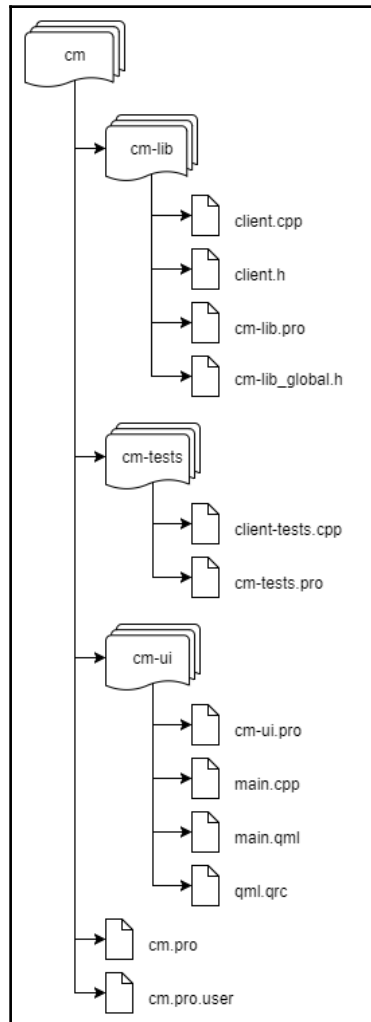 cm
cm-lib
client.cpp
client.h
cm-lib.pro
cm-lib_global.h
cm-tests
client-tests.cpp
cm-tests.pro
cm-ui
cm-ui.pro
main.cpp
main.qml
qml.qrc
cm.pro
cm.pro.user